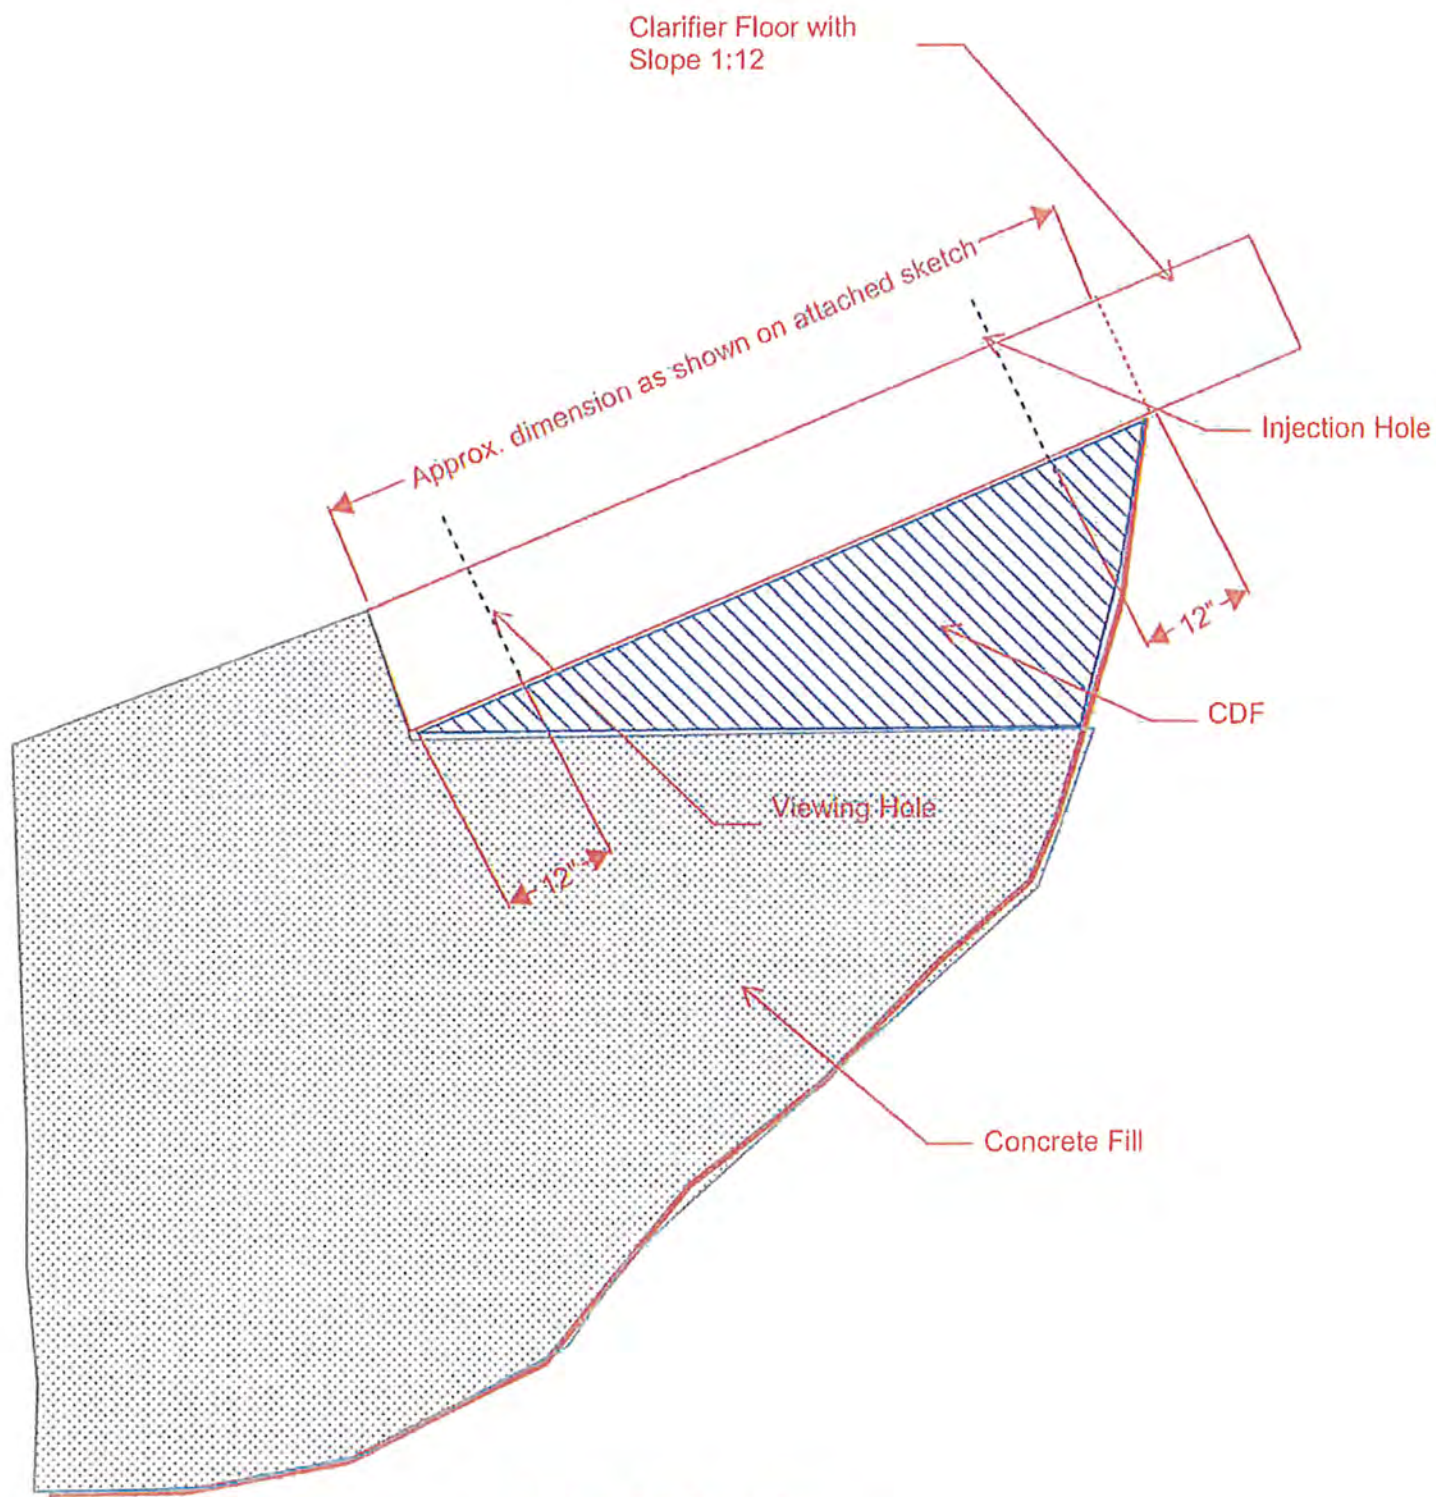 Clarifier Floor with
Slope 1:12
Approx. dimension as shown on attached sketch
Injection Hole
12"
CDF
Viewing Hole
12"
Concrete Fill